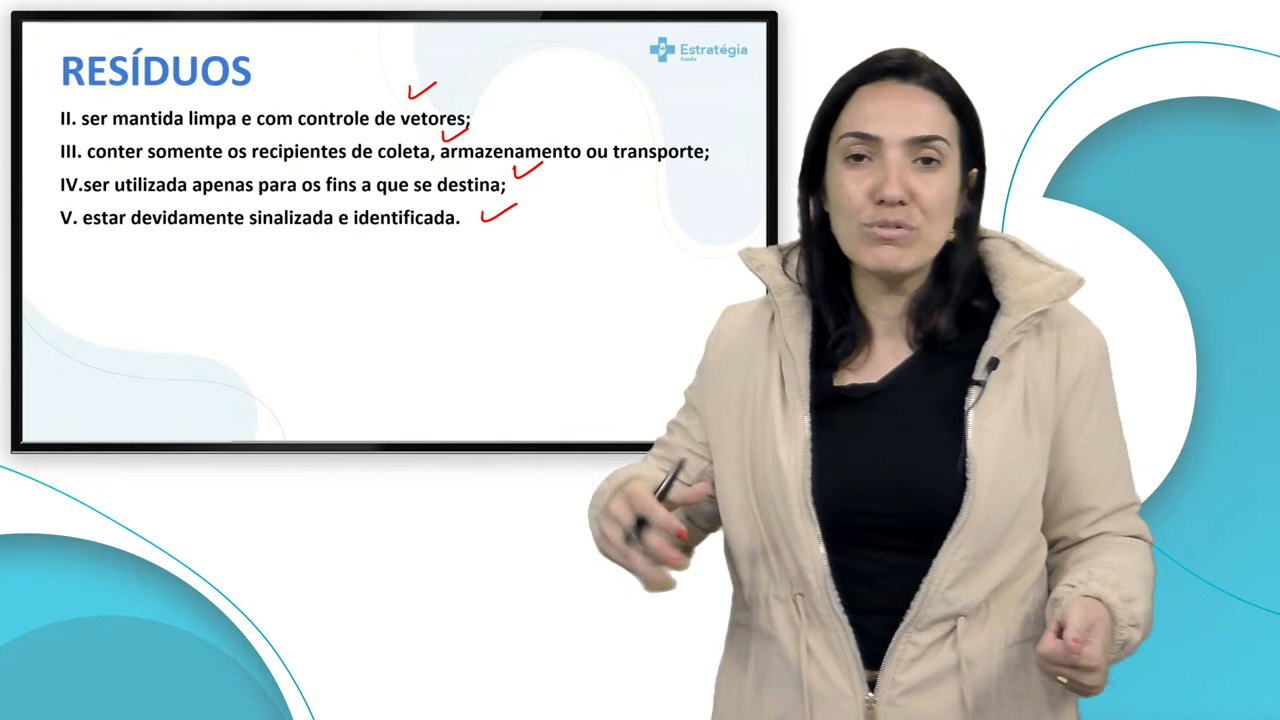 RESÍDUOS
Estratégia
Saúde
II. ser mantida limpa e com controle de vetores;
III. conter somente os recipientes de coleta, armazenamento ou transporte;
IV.ser utilizada apenas para os fins a que se destina;
V. estar devidamente sinalizada e identificada.